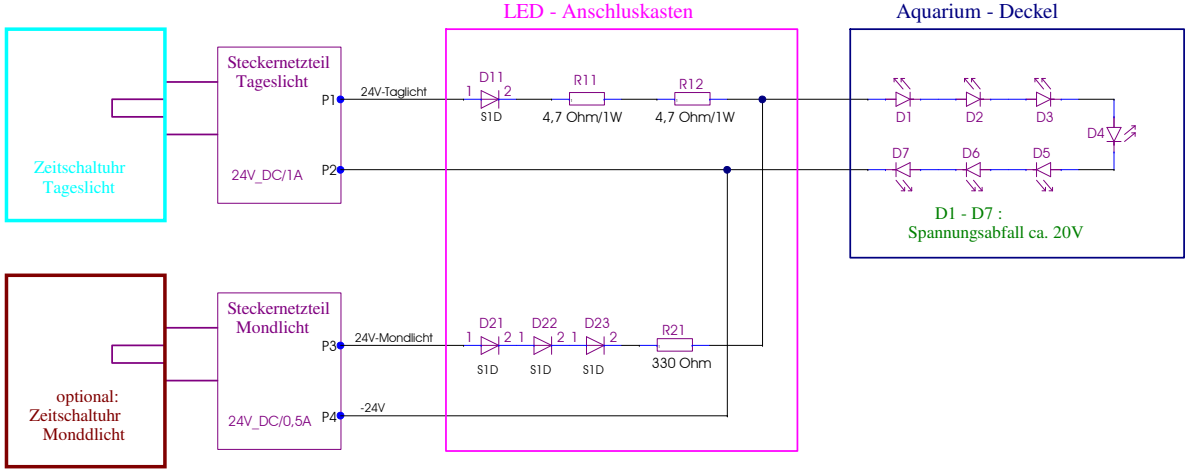 LED - Anschluskasten
Aquarium - Deckel
Steckernetzteil
Tageslicht
P1
24V-Taglicht
D11
1 2
S1D
R11
4,7 Ohm/1W
R12
4,7 Ohm/1W
D1
D2
D3
D4
Zeitschaltuhr
Tageslicht
24V_DC/1A
P2
D7
D6
D5
D1 - D7 :
Spannungsabfall ca. 20V
Steckernetzteil
Mondlicht
P3
24V-Mondlicht
D21
1 2
S1D
D22
1 2
S1D
D23
1 2
S1D
R21
330 Ohm
optional:
Zeitschaltuhr
Monddlicht
24V_DC/0,5A
P4
-24V